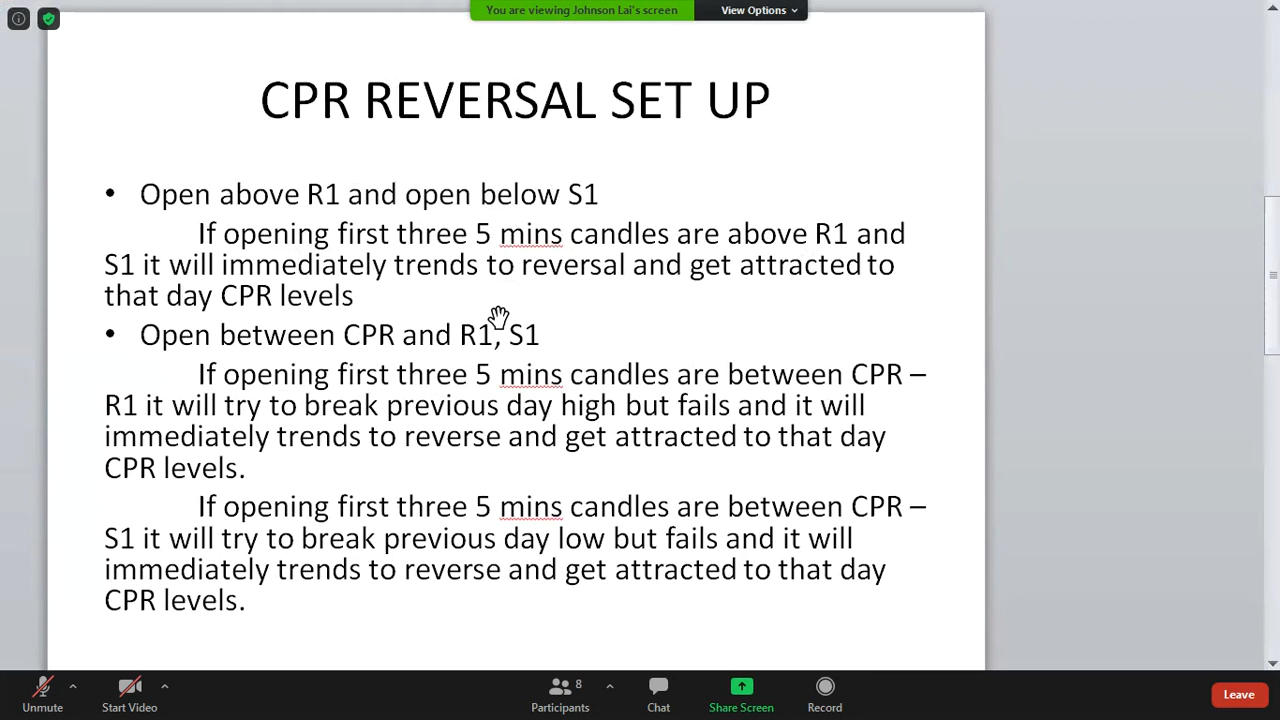 You are viewing Johnson Lai's screen
View Options
CPR REVERSAL SET UP
• Open above R1 and open below S1
If opening first three 5 mins candles are above R1 and
S1 it will immediately trends to reversal and get attracted to
that day CPR levels
• Open between CPR and R1, S1
If opening first three 5 mins candles are between CPR –
R1 it will try to break previous day high but fails and it will
immediately trends to reverse and get attracted to that day
CPR levels.
If opening first three 5 mins candles are between CPR –
S1 it will try to break previous day low but fails and it will
immediately trends to reverse and get attracted to that day
CPR levels.
Unmute
Start Video
8
Participants
Chat
Share Screen
Record
Leave